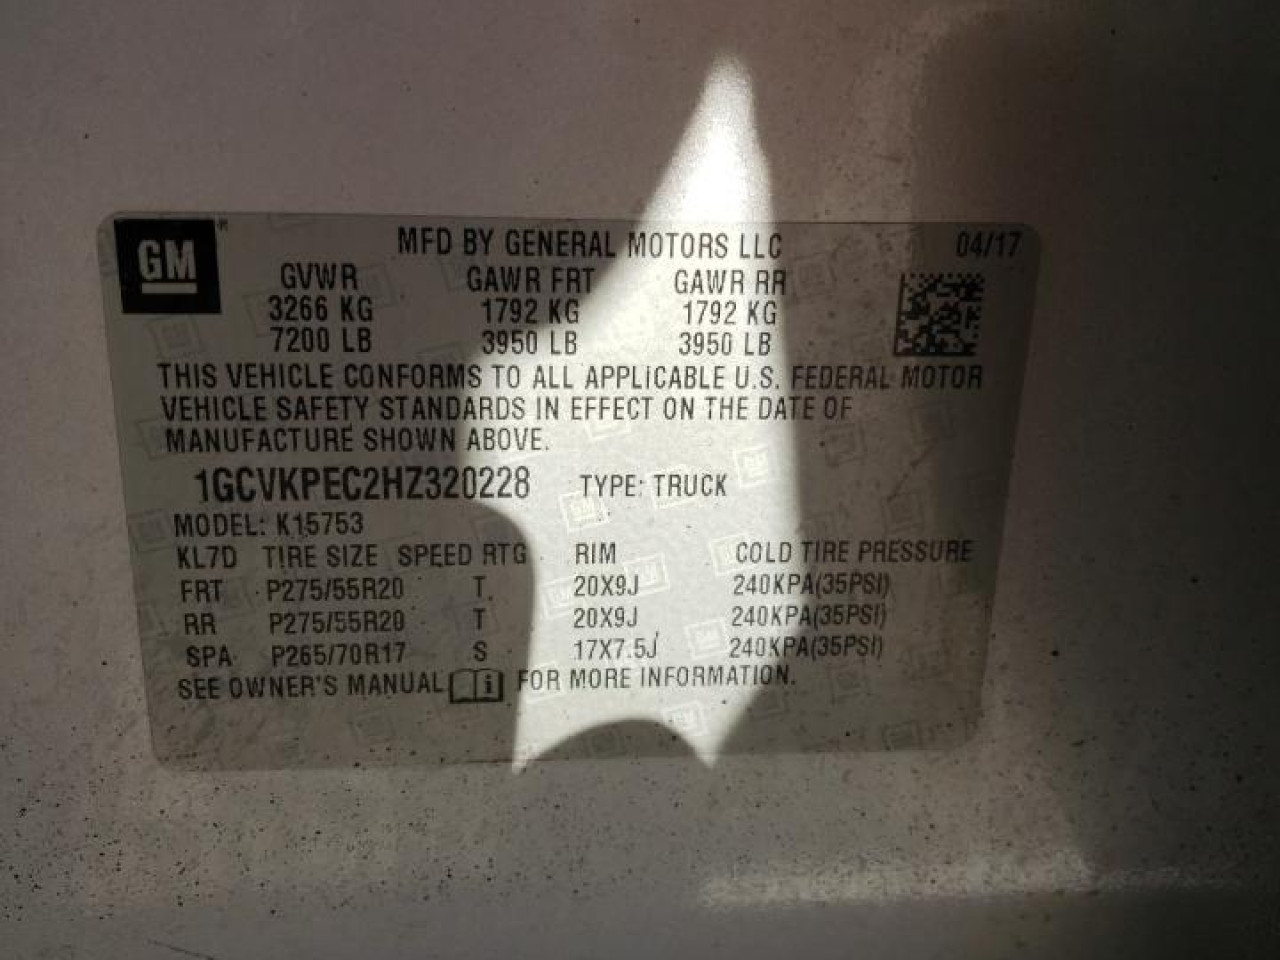 GM
MFD BY GENERAL MOTORS LLC 04/17
GVWR GAWR FRT GAWR RR
3266 KG 1792 KG 1792 KG
7200 LB 3950 LB 3950 LB
THIS VEHICLE CONFORMS TO ALL APPLICABLE U.S. FEDERAL MOTOR
VEHICLE SAFETY STANDARDS IN EFFECT ON THE DATE OF
MANUFACTURE SHOWN ABOVE.
1GCVKPEC2HZ320228 TYPE: TRUCK
MODEL: K15753
KL7D TIRE SIZE SPEED RTG RIM COLD TIRE PRESSURE
FRT P275/55R20 T 20X9J 240KPA(35PSI)
RR P275/55R20 T 20X9J 240KPA(35PSI)
SPA P265/70R17 S 17X7.5J 240KPA(35PSI)
SEE OWNER'S MANUAL i FOR MORE INFORMATION.